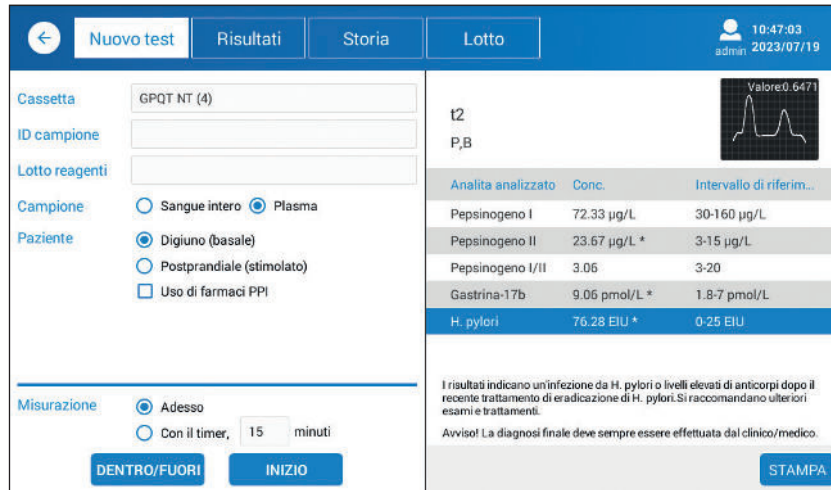 Nuovo test Risultati Storia Lotto
10:47:03
admin 2023/07/19
Cassetta GPQT NT (4)
ID campione
Lotto reagenti
Campione Sangue intero Plasma
Paziente Digiuno (basale)
Postprandiale (stimolato)
Uso di farmaci PPI
Misurazione Adesso
Con il timer, 15 minuti
DENTRO/FUORI INIZIO
Valore:0.6471
t2
P,B
Analita analizzato Conc. Intervallo di riferim...
Pepsinogeno I 72.33 µg/L 30-160 µg/L
Pepsinogeno II 23.67 µg/L * 3-15 µg/L
Pepsinogeno I/II 3.06 3-20
Gastrina-17b 9.06 pmol/L * 1.8-7 pmol/L
H. pylori 76.28 EIU * 0-25 EIU
I risultati indicano un'infezione da H. pylori o livelli elevati di anticorpi dopo il
recente trattamento di eradicazione di H. pylori.Si raccomandano ulteriori
esami e trattamenti.
Avviso! La diagnosi finale deve sempre essere effettuata dal clinico/medico.
STAMPA